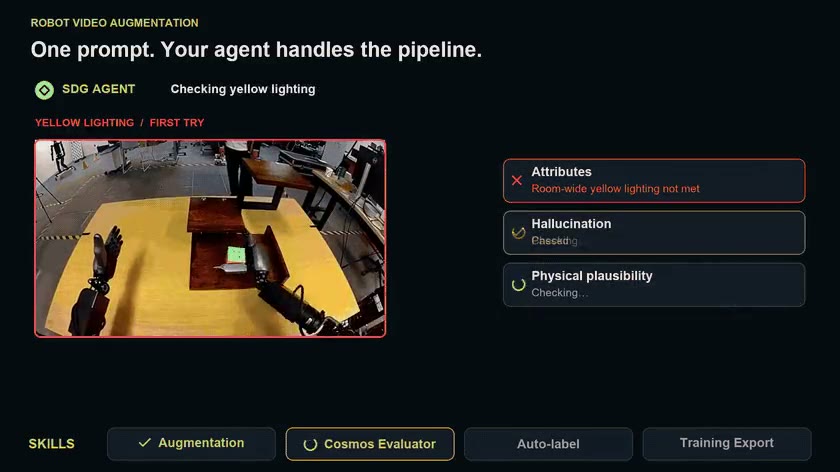 ROBOT VIDEO AUGMENTATION
One prompt. Your agent handles the pipeline.
SDG AGENT Checking yellow lighting
YELLOW LIGHTING / FIRST TRY
Attributes
Room-wide yellow lighting not met
Hallucination
Physical plausibility
Checking...
SKILLS
Augmentation
Cosmos Evaluator
Auto-label
Training Export